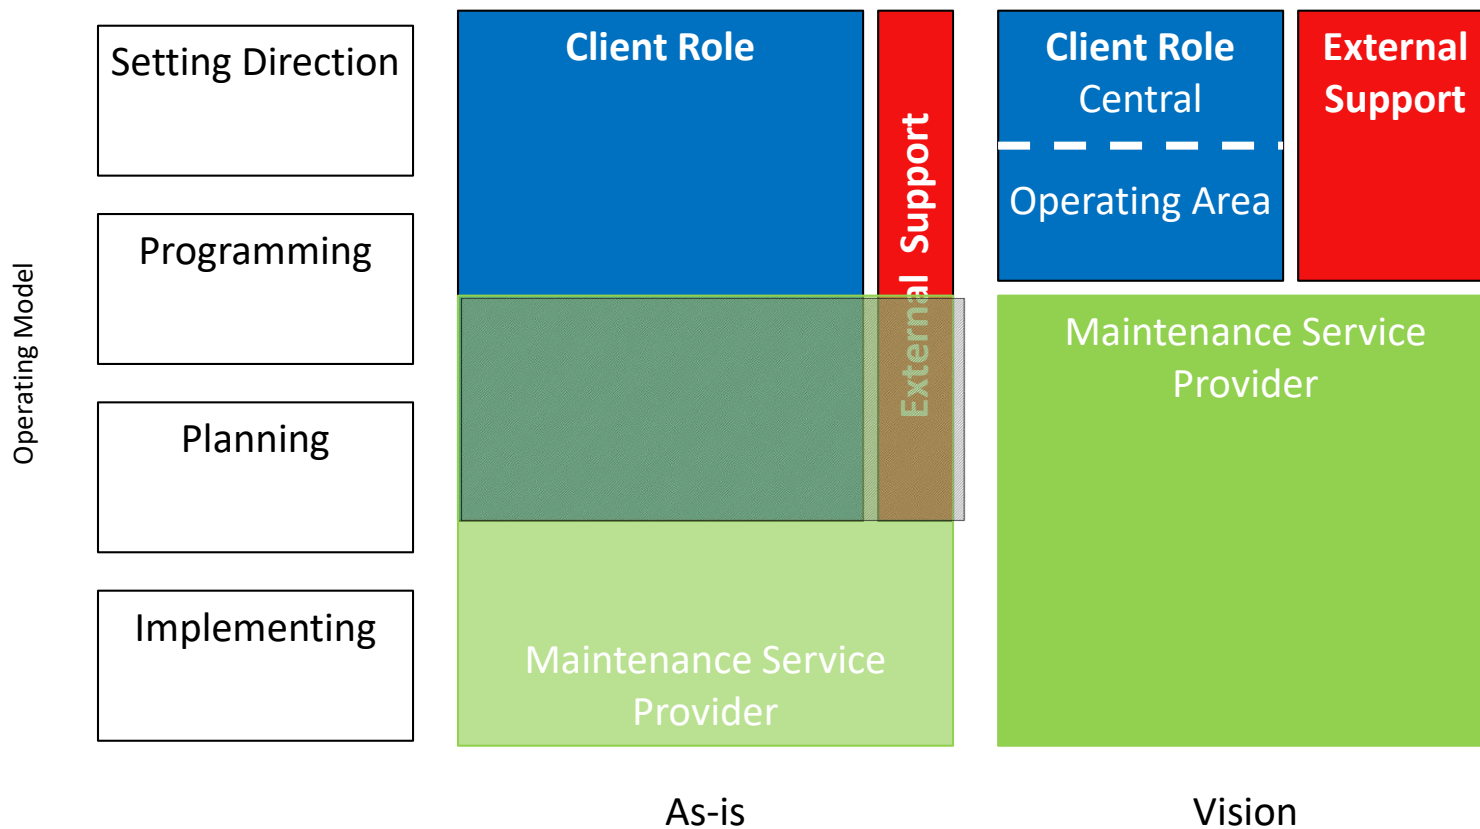 Operating Model
Setting Direction
Programming
Planning
Implementing
Client Role
External Support
Maintenance Service
Provider
As-is
Client Role
Central
Operating Area
External
Support
Maintenance Service
Provider
Vision